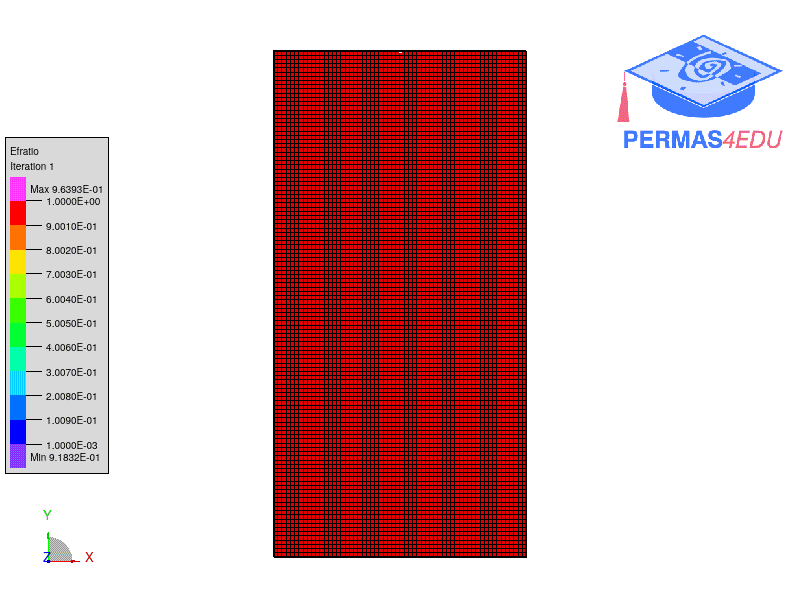 PERMAS4EDU
Efratio
Iteration 1
Max 9.6393E-01
1.0000E+00
9.0010E-01
8.0020E-01
7.0030E-01
6.0040E-01
5.0050E-01
4.0060E-01
3.0070E-01
2.0080E-01
1.0090E-01
1.0000E-03
Min 9.1832E-01
Y
Z X